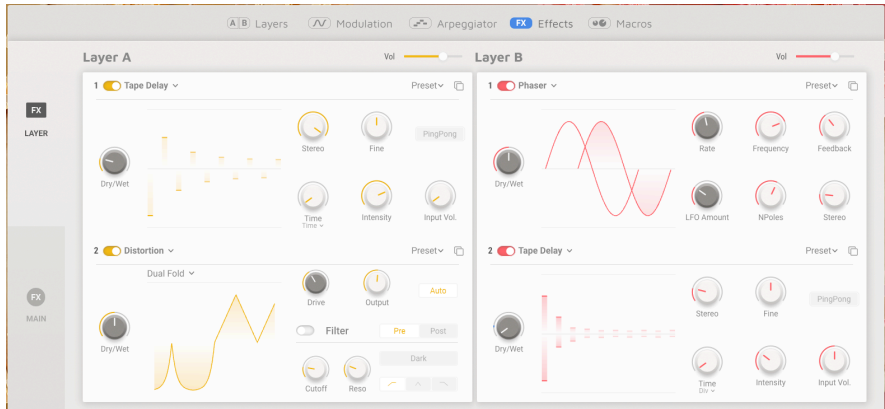 A B Layers Modulation Arpeggiator FX Effects Macros
Layer A Vol
Layer B Vol
FX
LAYER
FX
MAIN
1 Tape Delay Preset
Dry/Wet
Stereo Fine PingPong
Time Intensity Input Vol.
Time
2 Distortion Preset
Dual Fold
Dry/Wet
Drive Output Auto
Filter Pre Post
Dark
Cutoff Reso
1 Phaser Preset
Dry/Wet
Rate Frequency Feedback
LFO Amount NPoles Stereo
2 Tape Delay Preset
Dry/Wet
Stereo Fine PingPong
Time Intensity Input Vol.
Div